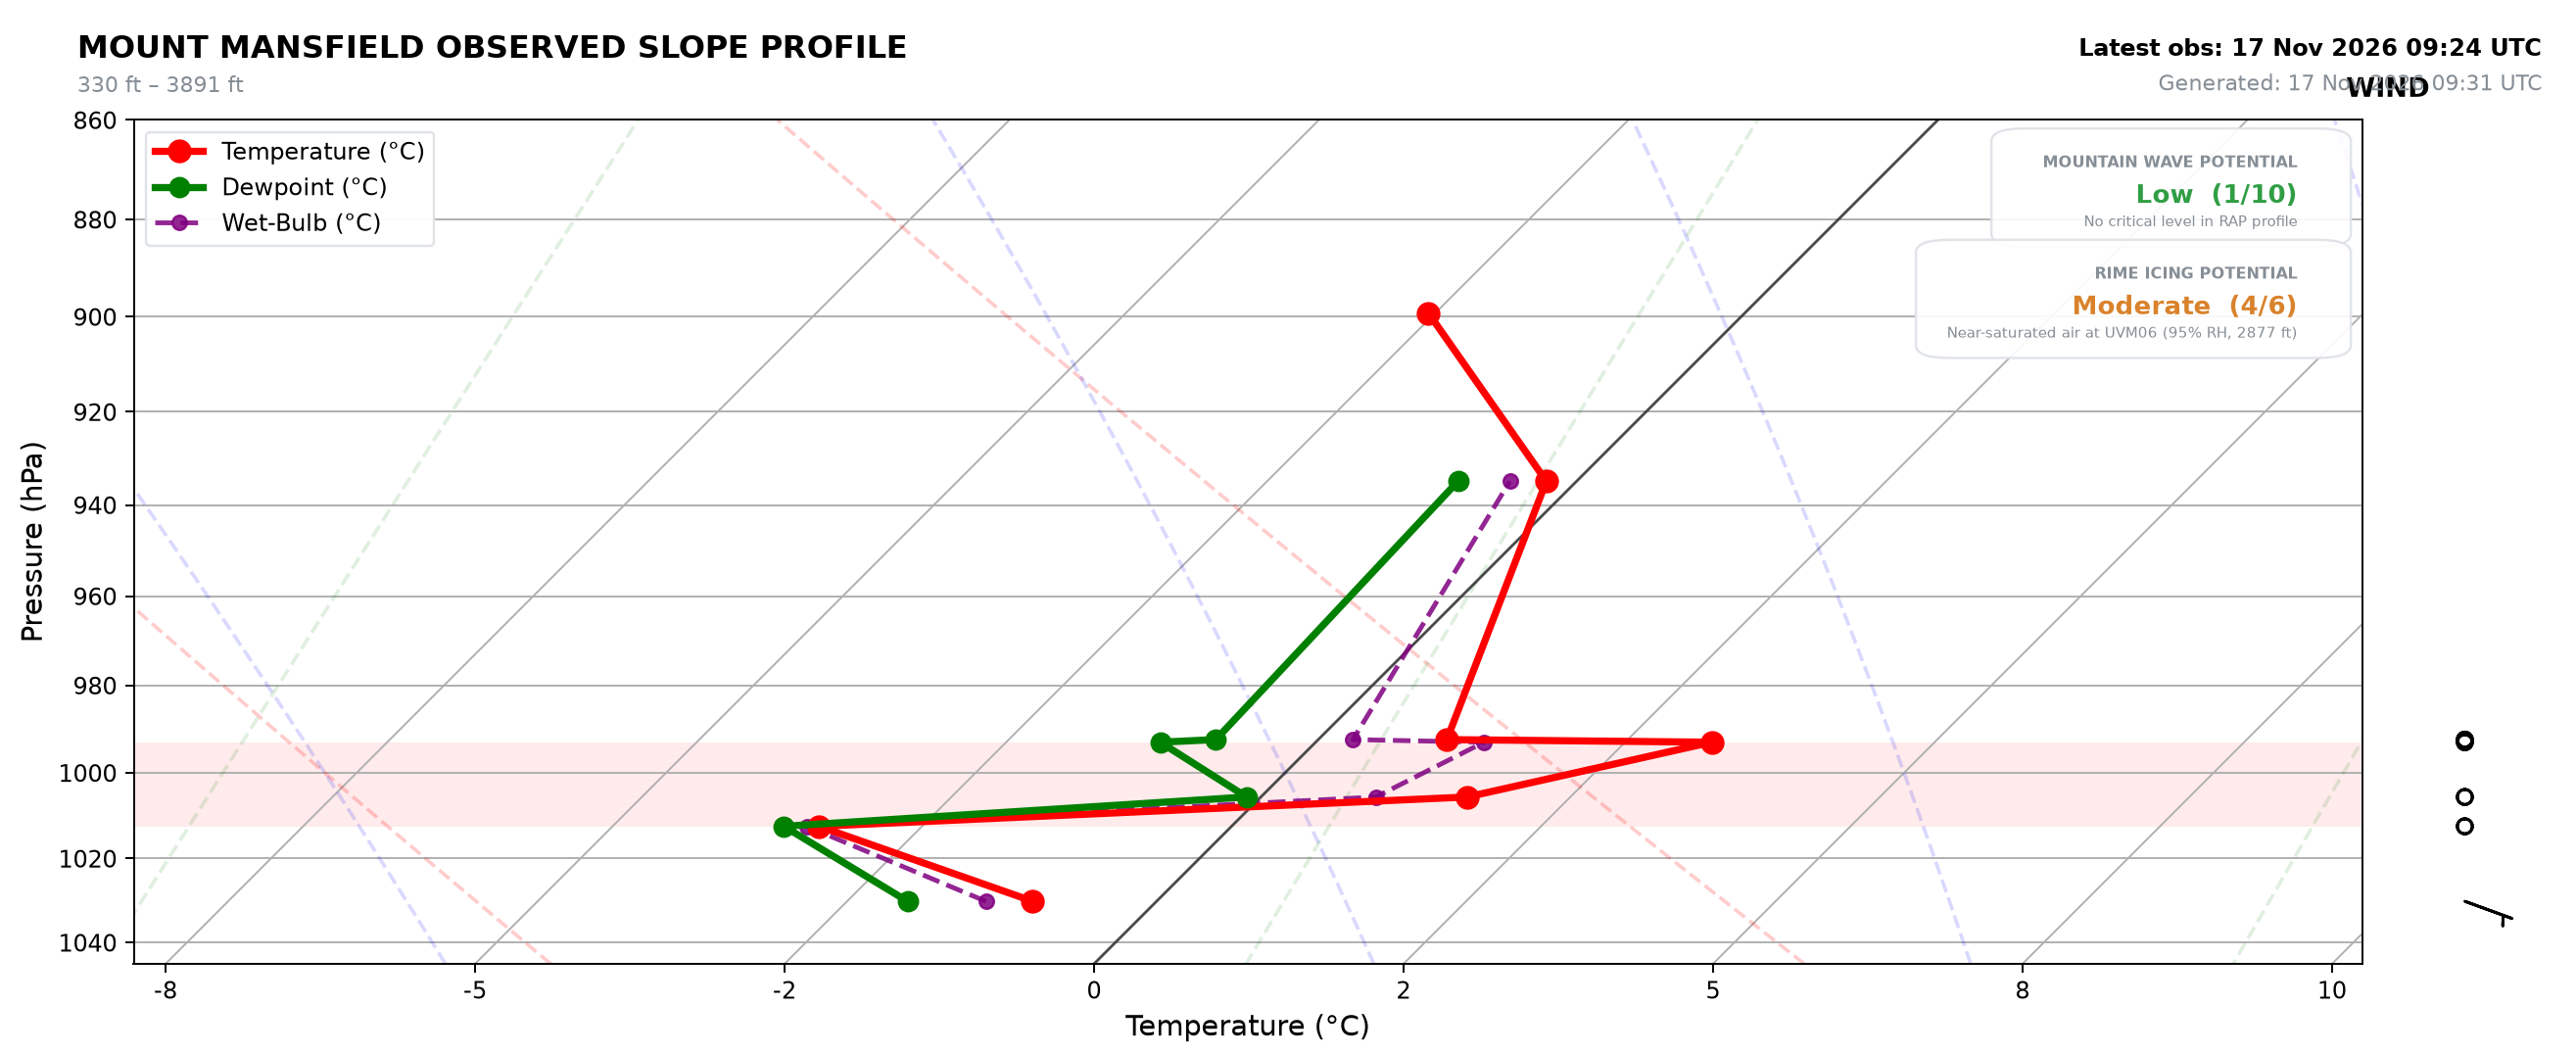 MOUNT MANSFIELD OBSERVED SLOPE PROFILE
330 ft – 3891 ft
Latest obs: 17 Nov 2026 09:24 UTC
Generated: 17 Nov 2026 09:31 UTC
WIND
Temperature (°C)
Dewpoint (°C)
Wet-Bulb (°C)
MOUNTAIN WAVE POTENTIAL
Low (1/10)
No critical level in RAP profile
RIME ICING POTENTIAL
Moderate (4/6)
Near-saturated air at UVM06 (95% RH, 2877 ft)
Pressure (hPa)
860
880
900
920
940
960
980
1000
1020
1040
-8 -5 -2 0 2 5 8 10
Temperature (°C)